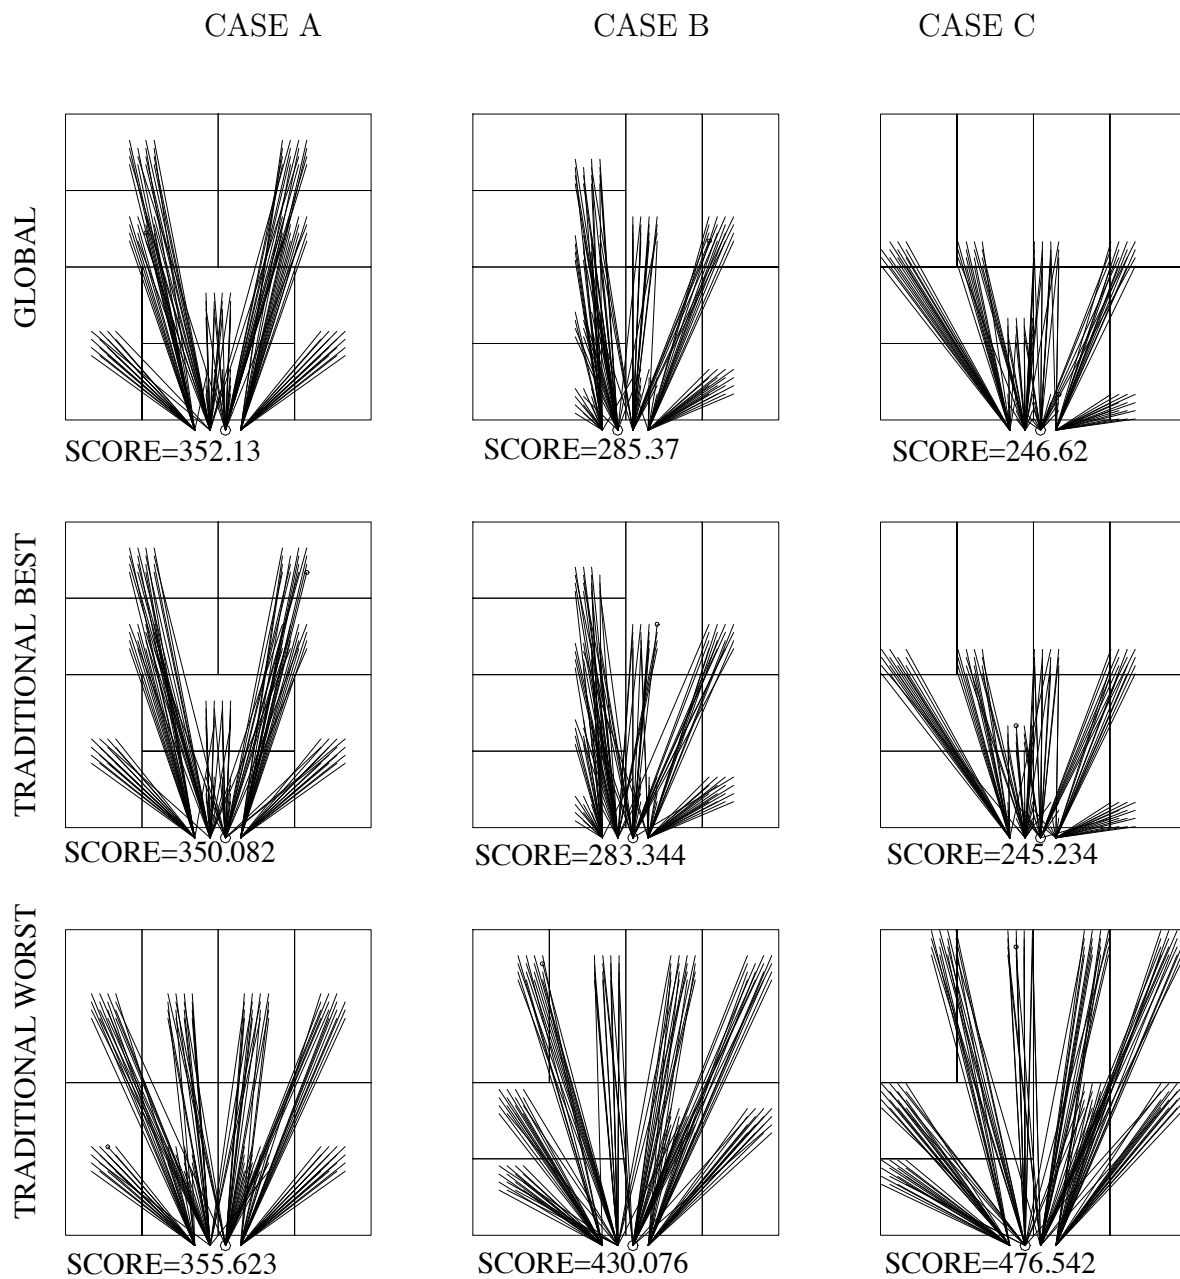 CASE A
CASE B
CASE C
GLOBAL
SCORE=352.13
SCORE=285.37
SCORE=246.62
TRADITIONAL BEST
SCORE=350.082
SCORE=283.344
SCORE=245.234
TRADITIONAL WORST
SCORE=355.623
SCORE=430.076
SCORE=476.542